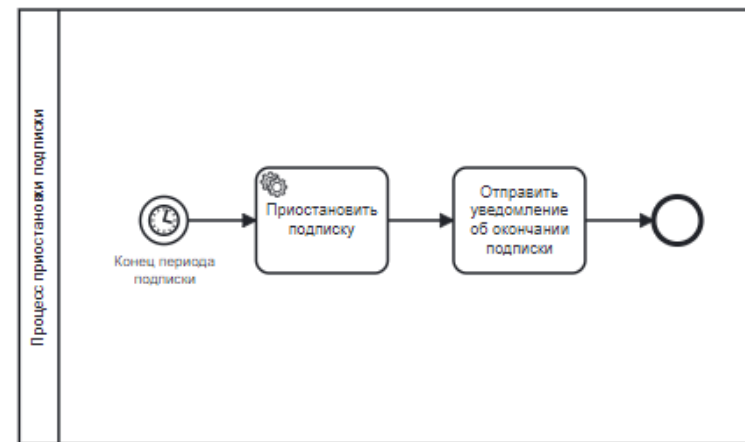 Процесс приостановки подписки
Конец периода
подписки
Приостановить
подписку
Отправить
уведомление
об окончании
подписки